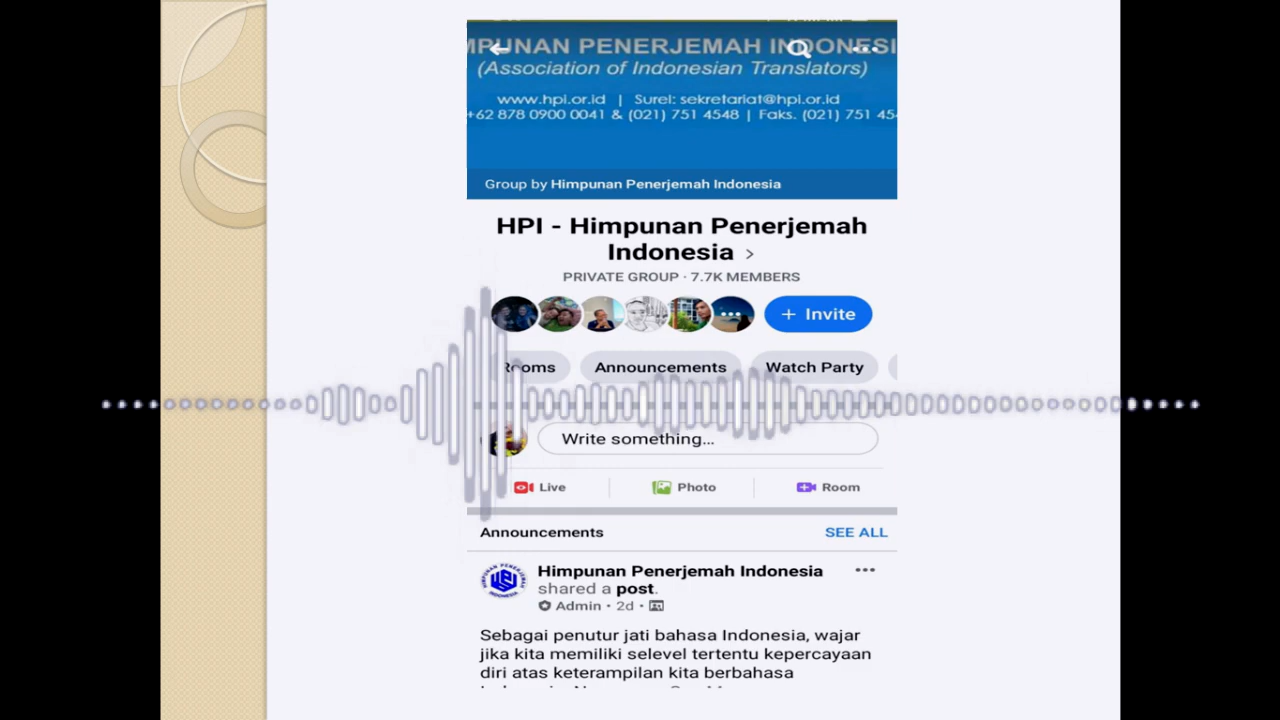 MPUNAN PENERJEMAH INDONESI
(Association of Indonesian Translators)
www.hpi.or.id | Surel: sekretariat@hpi.or.id
+62 878 0900 0041 & (021) 751 4548 | Faks. (021) 751 45
Group by Himpunan Penerjemah Indonesia
HPI - Himpunan Penerjemah
Indonesia >
PRIVATE GROUP · 7.7K MEMBERS
+ Invite
Rooms Announcements Watch Party
Write something...
Live Photo Room
Announcements SEE ALL
Himpunan Penerjemah Indonesia
shared a post.
Admin • 2d •
Sebagai penutur jati bahasa Indonesia, wajar
jika kita memiliki selevel tertentu kepercayaan
diri atas keterampilan kita berbahasa